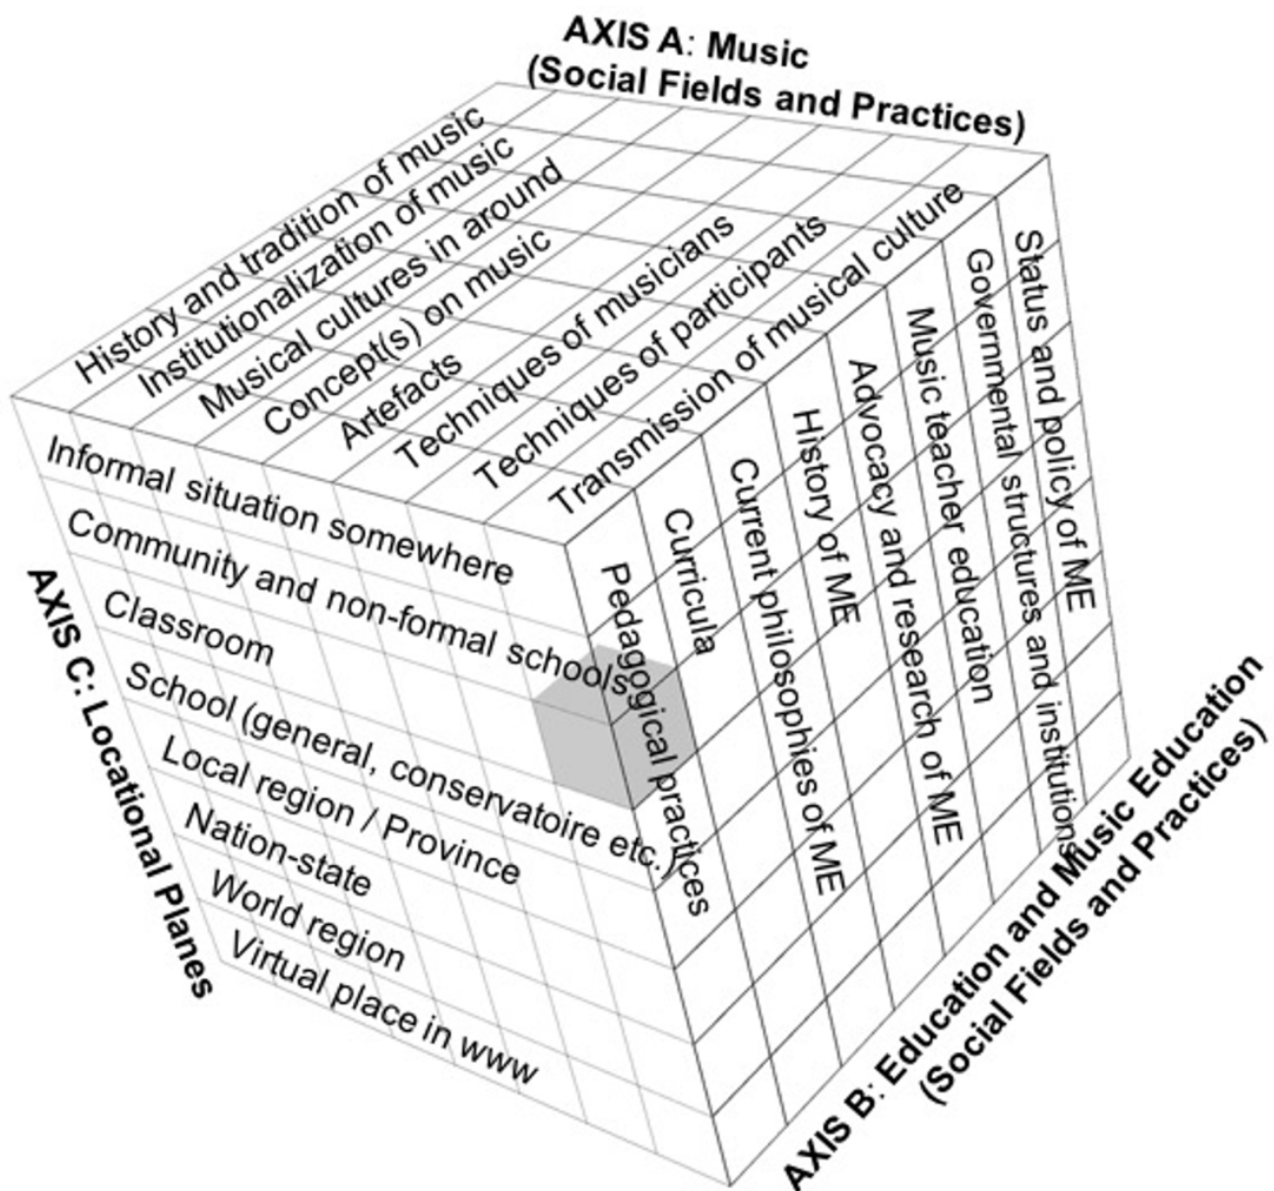 AXIS A: Music
(Social Fields and Practices)
History and tradition of music
Institutionalization of music
Musical cultures in around
Concept(s) on music
Artefacts
Techniques of musicians
Techniques of participants
Transmission of musical culture
Informal situation somewhere
Community and non-formal schools
Classroom
School (general, conservatoire etc.)
Local region / Province
Nation-state
World region
Virtual place in www
AXIS C: Locational Planes
Pedagogical practices
Curricula
Current philosophies of ME
History of ME
Advocacy and research of ME
Music teacher education
Governmental structures and institutions
Status and policy of ME
AXIS B: Education and Music Education
(Social Fields and Practices)